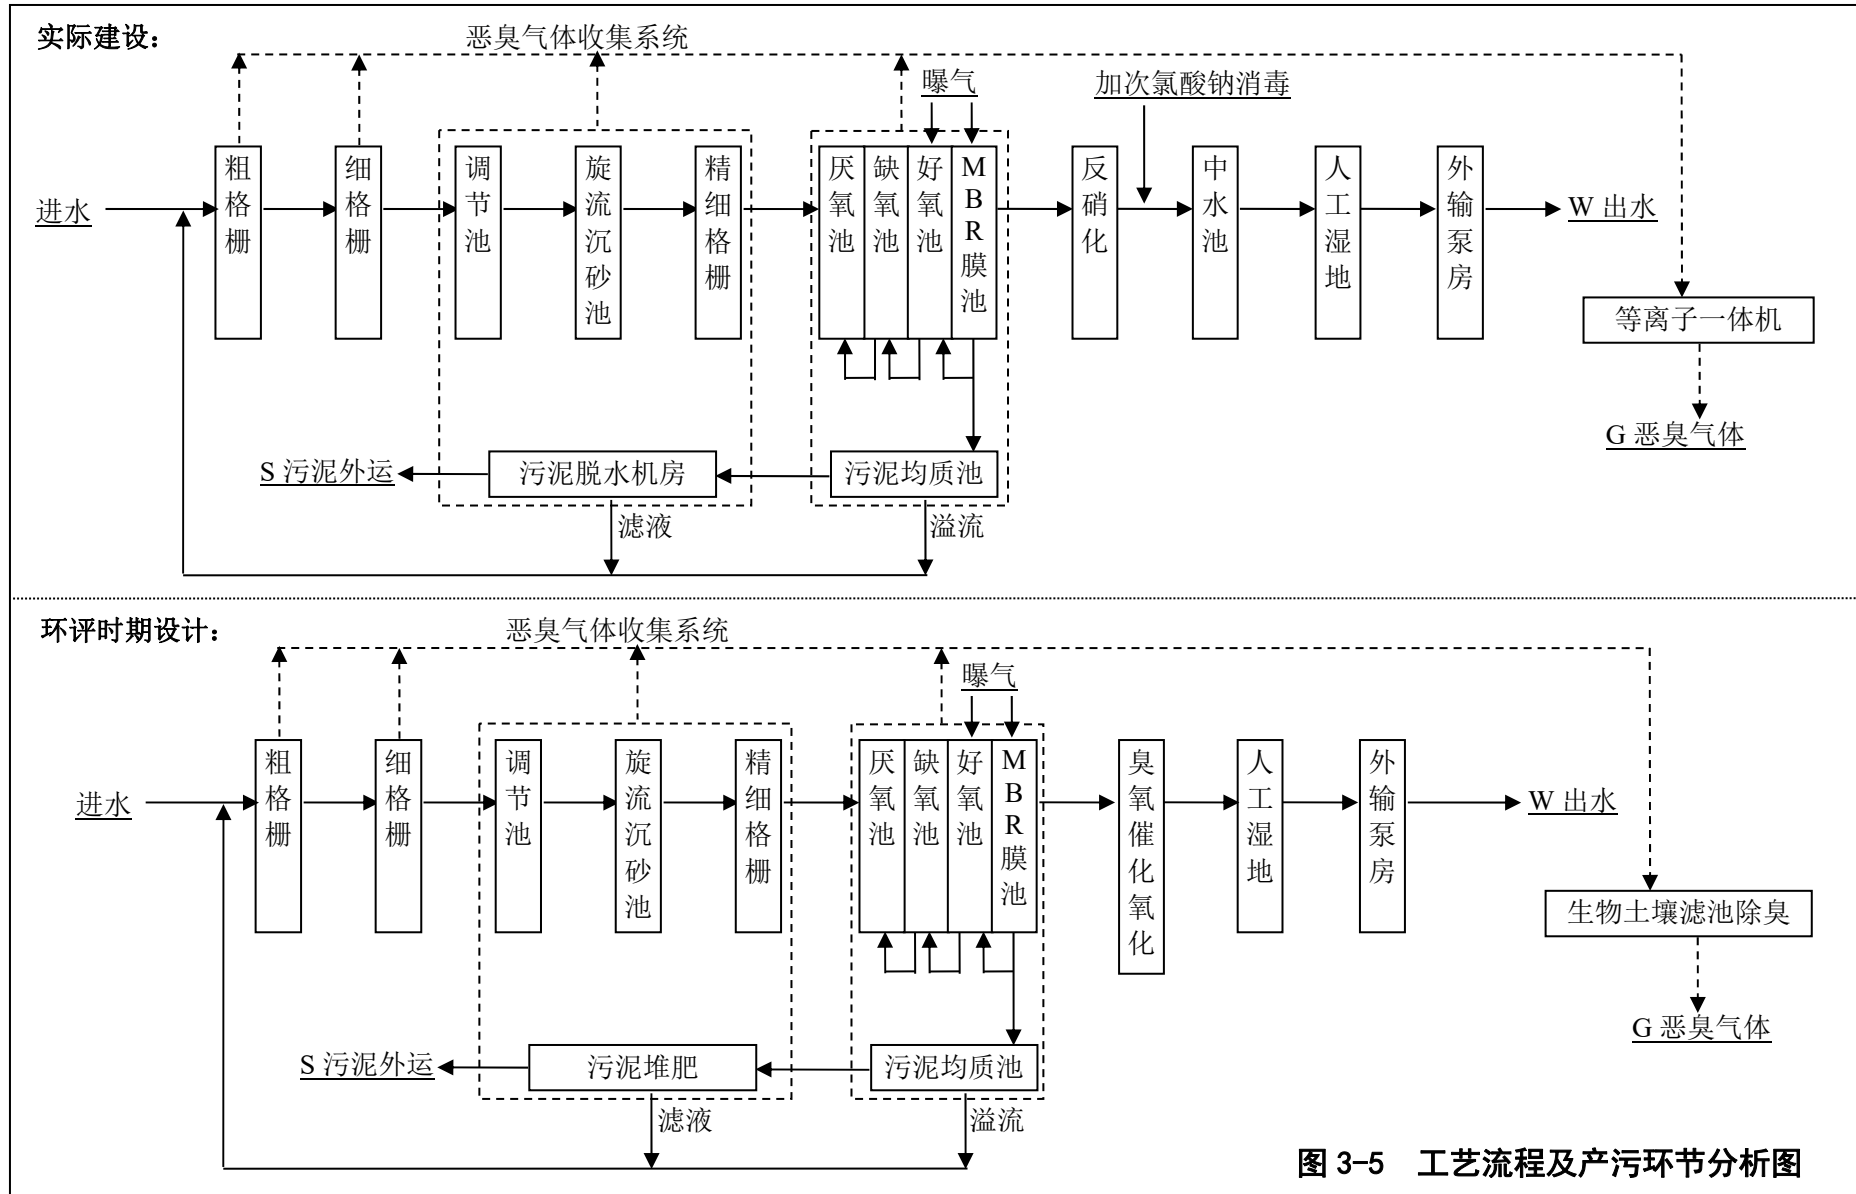 实际建设：
恶臭气体收集系统
曝气
加次氯酸钠消毒
进水
粗格栅
细格栅
调节池
旋流沉砂池
精细格栅
厌氧池
缺氧池
好氧池
MBR膜池
反硝化
中水池
人工湿地
外输泵房
W 出水
等离子一体机
G 恶臭气体
S 污泥外运
污泥脱水机房
污泥均质池
滤液
溢流
环评时期设计：
恶臭气体收集系统
曝气
进水
粗格栅
细格栅
调节池
旋流沉砂池
精细格栅
厌氧池
缺氧池
好氧池
MBR膜池
臭氧催化氧化
人工湿地
外输泵房
W 出水
生物土壤滤池除臭
G 恶臭气体
S 污泥外运
污泥堆肥
污泥均质池
滤液
溢流
图 3-5 工艺流程及产污环节分析图